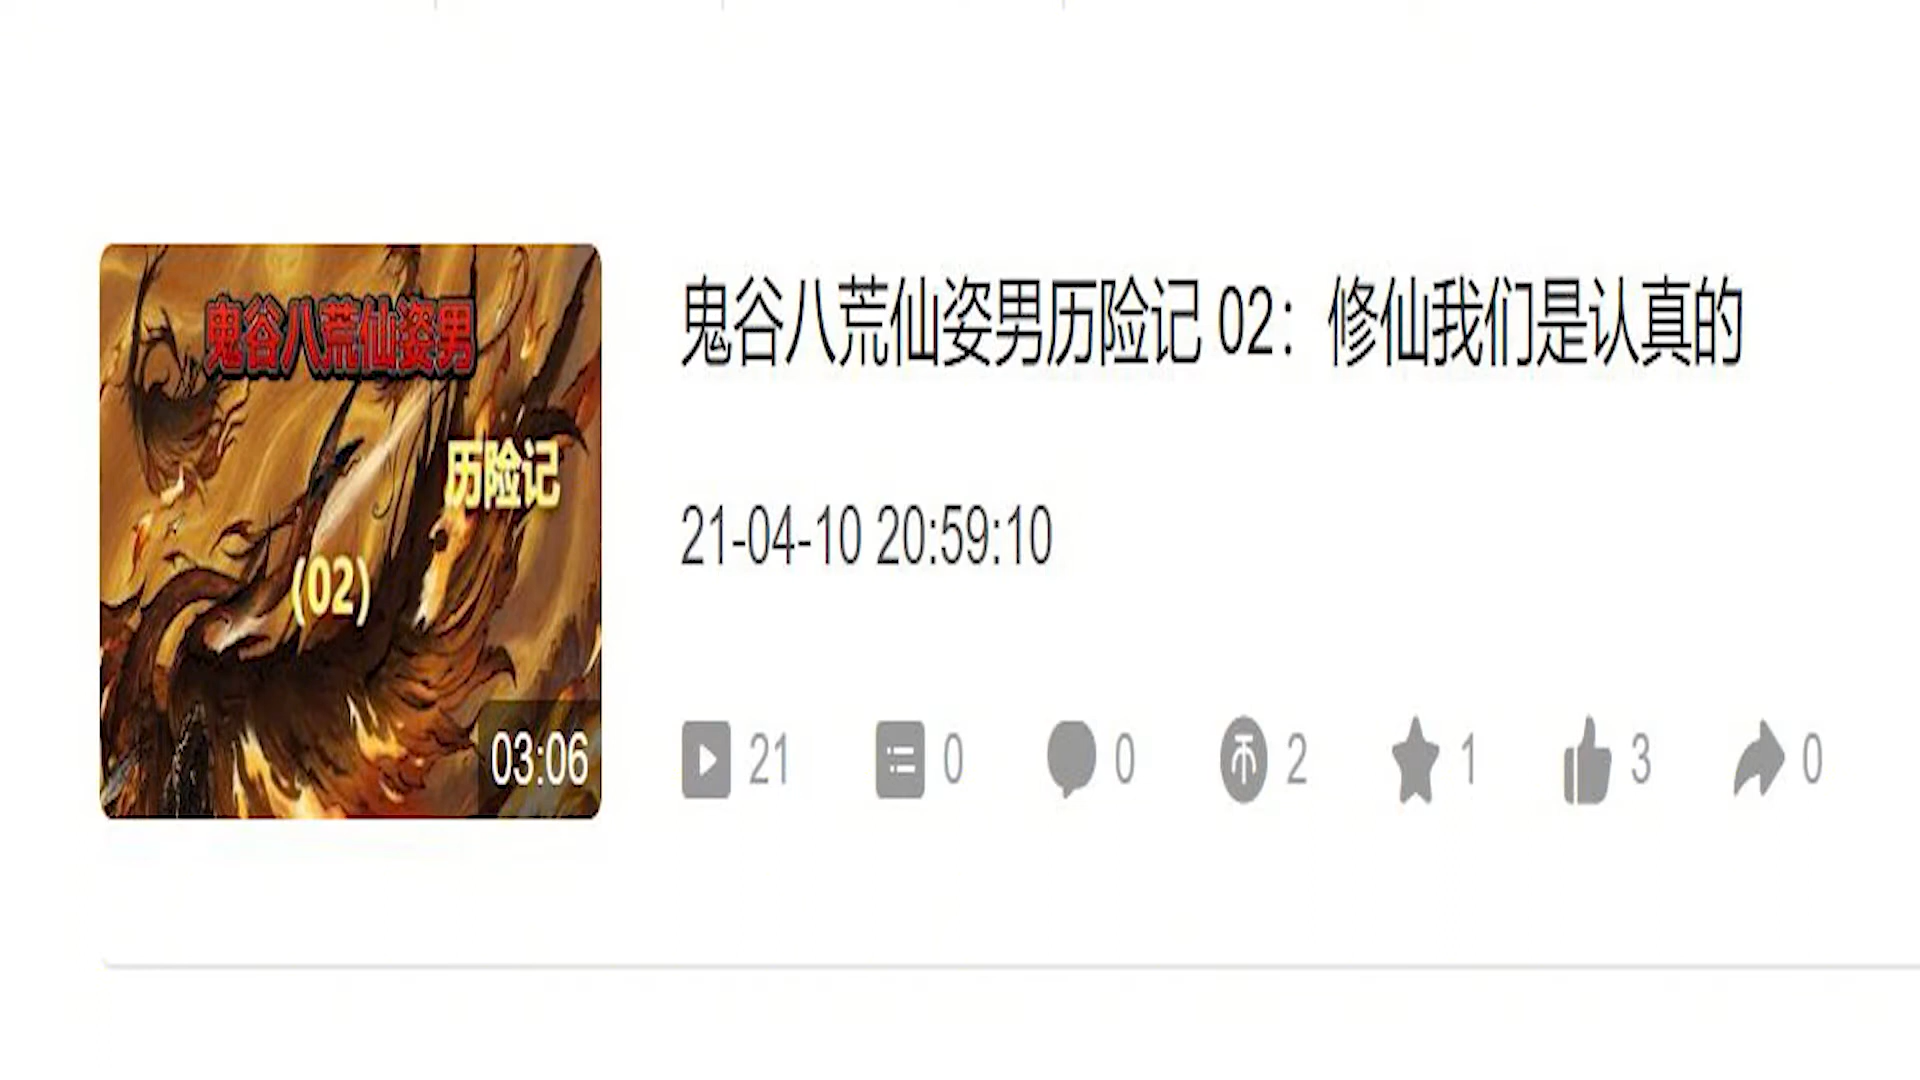 鬼谷八荒仙姿男
历险记
(02)
03:06
鬼谷八荒仙姿男历险记 02：修仙我们是认真的
21-04-10 20:59:10
21 0 0 2 1 3 0